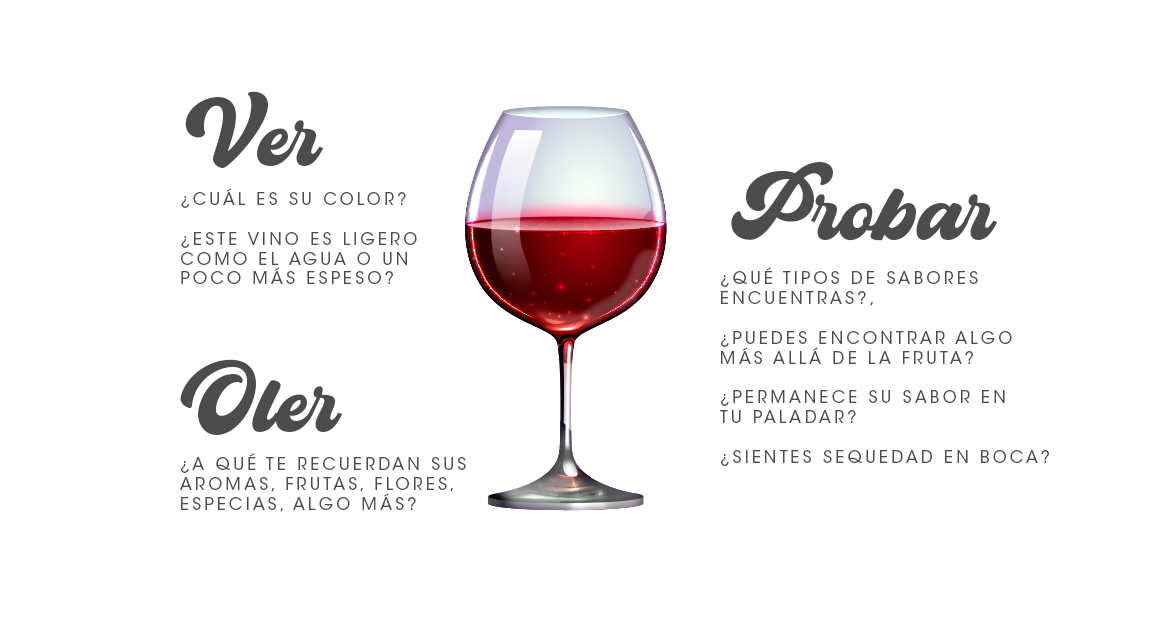 Ver
¿CUÁL ES SU COLOR?
¿ESTE VINO ES LIGERO
COMO EL AGUA O UN
POCO MÁS ESPESO?
Oler
¿A QUÉ TE RECUERDAN SUS
AROMAS, FRUTAS, FLORES,
ESPECIAS, ALGO MÁS?
Probar
¿QUÉ TIPOS DE SABORES
ENCUENTRAS?,
¿PUEDES ENCONTRAR ALGO
MÁS ALLÁ DE LA FRUTA?
¿PERMANECE SU SABOR EN
TU PALADAR?
¿SIENTES SEQUEDAD EN BOCA?